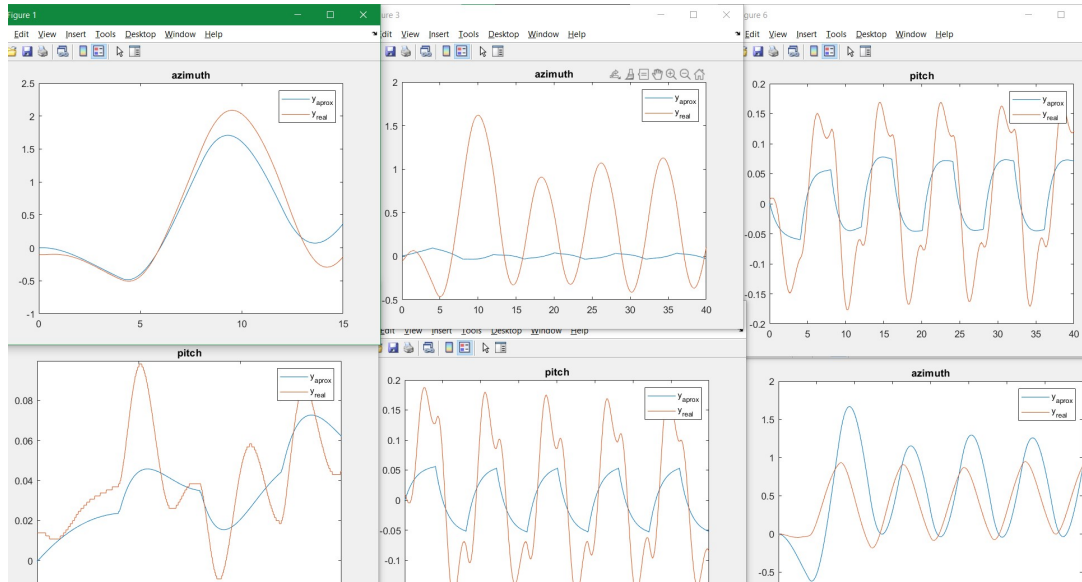 Figure 1
Edit View Insert Tools Desktop Window Help
azimuth
2.5
2
1.5
1
0.5
0
-0.5
-1
0 5 10 15
y_aprox
y_real
gure 3
dit View Insert Tools Desktop Window Help
azimuth
2
1.5
1
0.5
0
-0.5
0 5 10 15 20 25 30 35 40
y_aprox
y_real
gure 6
Edit View Insert Tools Desktop Window Help
pitch
0.2
0.15
0.1
0.05
0
-0.05
-0.1
-0.15
-0.2
0 5 10 15 20 25 30 35 40
y_aprox
y_real
pitch
0.08
0.06
0.04
0.02
0
y_aprox
y_real
Edit View Insert Tools Desktop Window Help
pitch
0.2
0.15
0.1
0.05
0
-0.05
-0.1
y_aprox
y_real
azimuth
2
1.5
1
0.5
0
-0.5
y_aprox
y_real